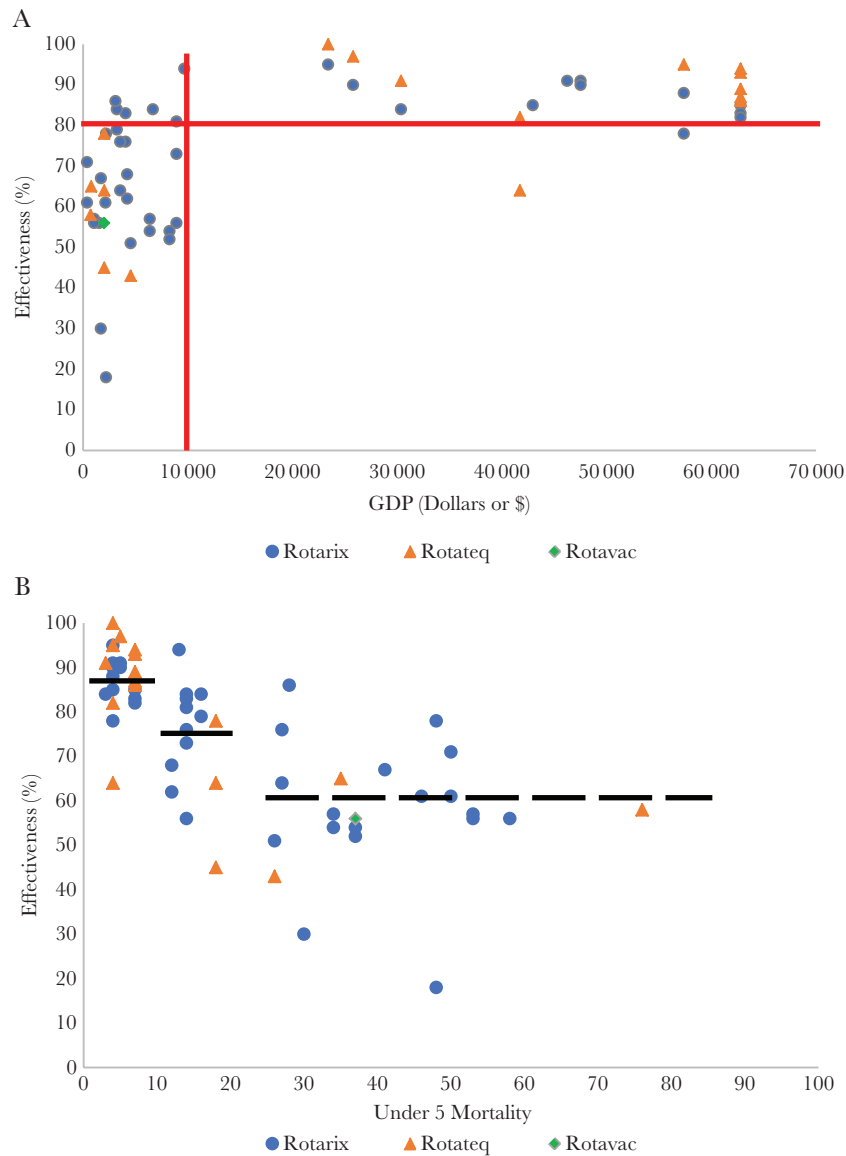 A
100
90
80
70
60
50
40
30
20
10
0
Effectiveness (%)
0 10 000 20 000 30 000 40 000 50 000 60 000 70 000
GDP (Dollars or $)
Rotarix Rotateq Rotavac
B
100
90
80
70
60
50
40
30
20
10
0
Effectiveness (%)
0 10 20 30 40 50 60 70 80 90 100
Under 5 Mortality
Rotarix Rotateq Rotavac